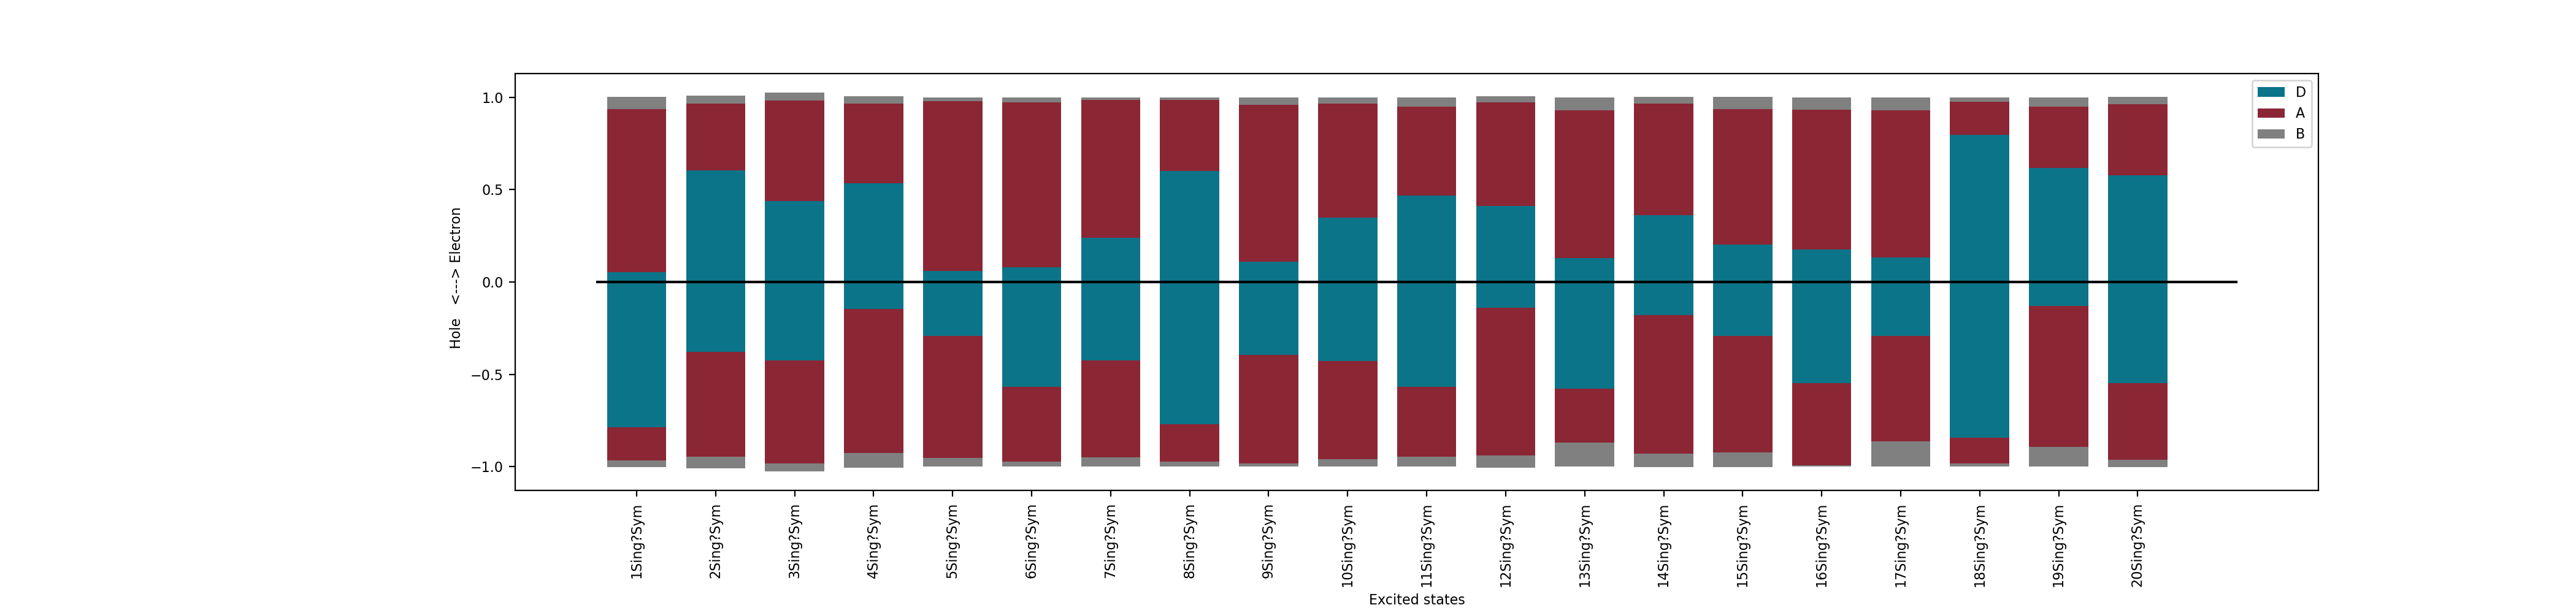 1.0
0.5
0.0
−0.5
−1.0
Hole <----> Electron
D
A
B
1Sing?Sym
2Sing?Sym
3Sing?Sym
4Sing?Sym
5Sing?Sym
6Sing?Sym
7Sing?Sym
8Sing?Sym
9Sing?Sym
10Sing?Sym
11Sing?Sym
12Sing?Sym
13Sing?Sym
14Sing?Sym
15Sing?Sym
16Sing?Sym
17Sing?Sym
18Sing?Sym
19Sing?Sym
20Sing?Sym
Excited states